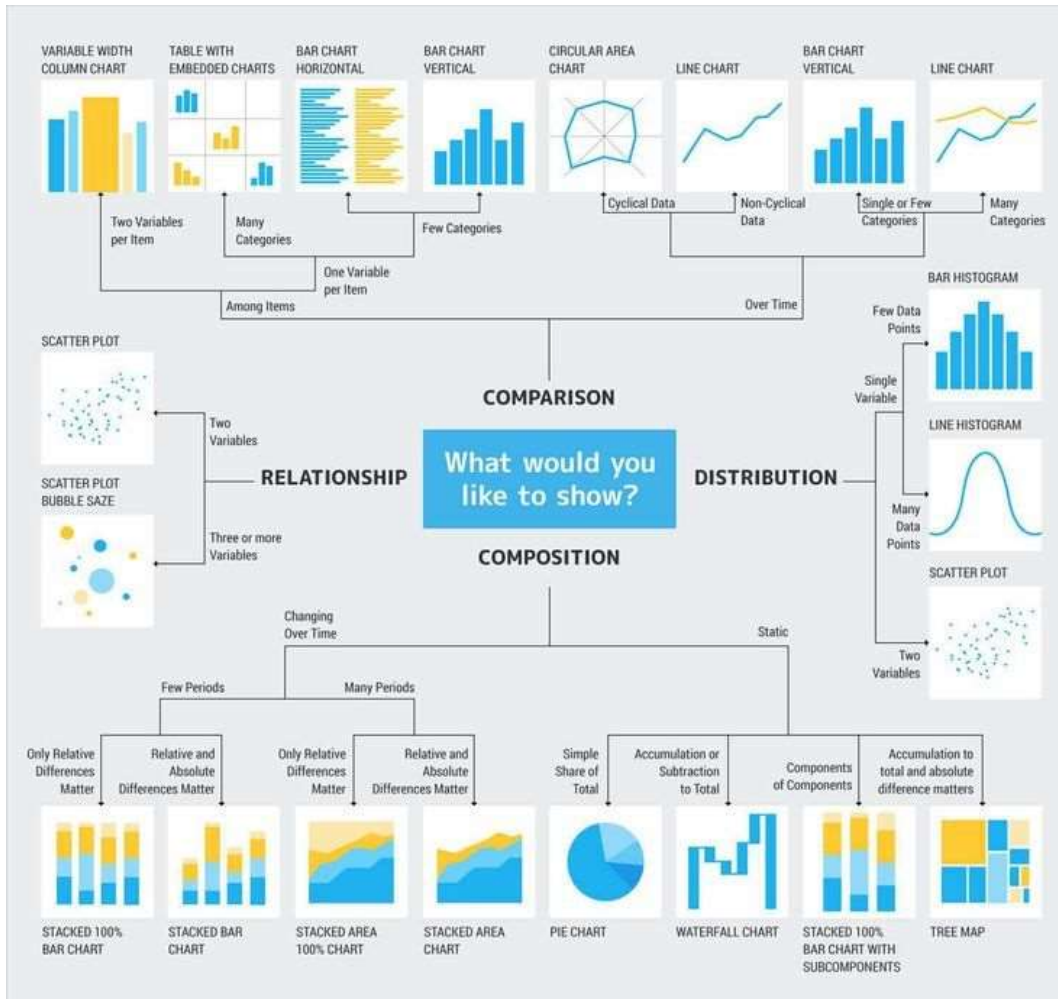 VARIABLE WIDTH
COLUMN CHART
TABLE WITH
EMBEDDED CHARTS
BAR CHART
HORIZONTAL
BAR CHART
VERTICAL
CIRCULAR AREA
CHART
LINE CHART
BAR CHART
VERTICAL
LINE CHART
Two Variables
per Item
Many
Categories
Few Categories
Cyclical Data
Non-Cyclical
Data
Single or Few
Categories
Many
Categories
One Variable
per Item
Among Items
Over Time
COMPARISON
What would you
like to show?
RELATIONSHIP
SCATTER PLOT
Two
Variables
SCATTER PLOT
BUBBLE SAZE
Three or more
Variables
DISTRIBUTION
BAR HISTOGRAM
Few Data
Points
Single
Variable
LINE HISTOGRAM
Many
Data
Points
SCATTER PLOT
Two
Variables
COMPOSITION
Changing
Over Time
Static
Few Periods
Many Periods
Only Relative
Differences
Matter
Relative and
Absolute
Differences Matter
Only Relative
Differences
Matter
Relative and
Absolute
Differences Matter
Simple
Share of
Total
Accumulation or
Subtraction
to Total
Components
of Components
Accumulation to
total and absolute
difference matters
STACKED 100%
BAR CHART
STACKED BAR
CHART
STACKED AREA
100% CHART
STACKED AREA
CHART
PIE CHART
WATERFALL CHART
STACKED 100%
BAR CHART WITH
SUBCOMPONENTS
TREE MAP